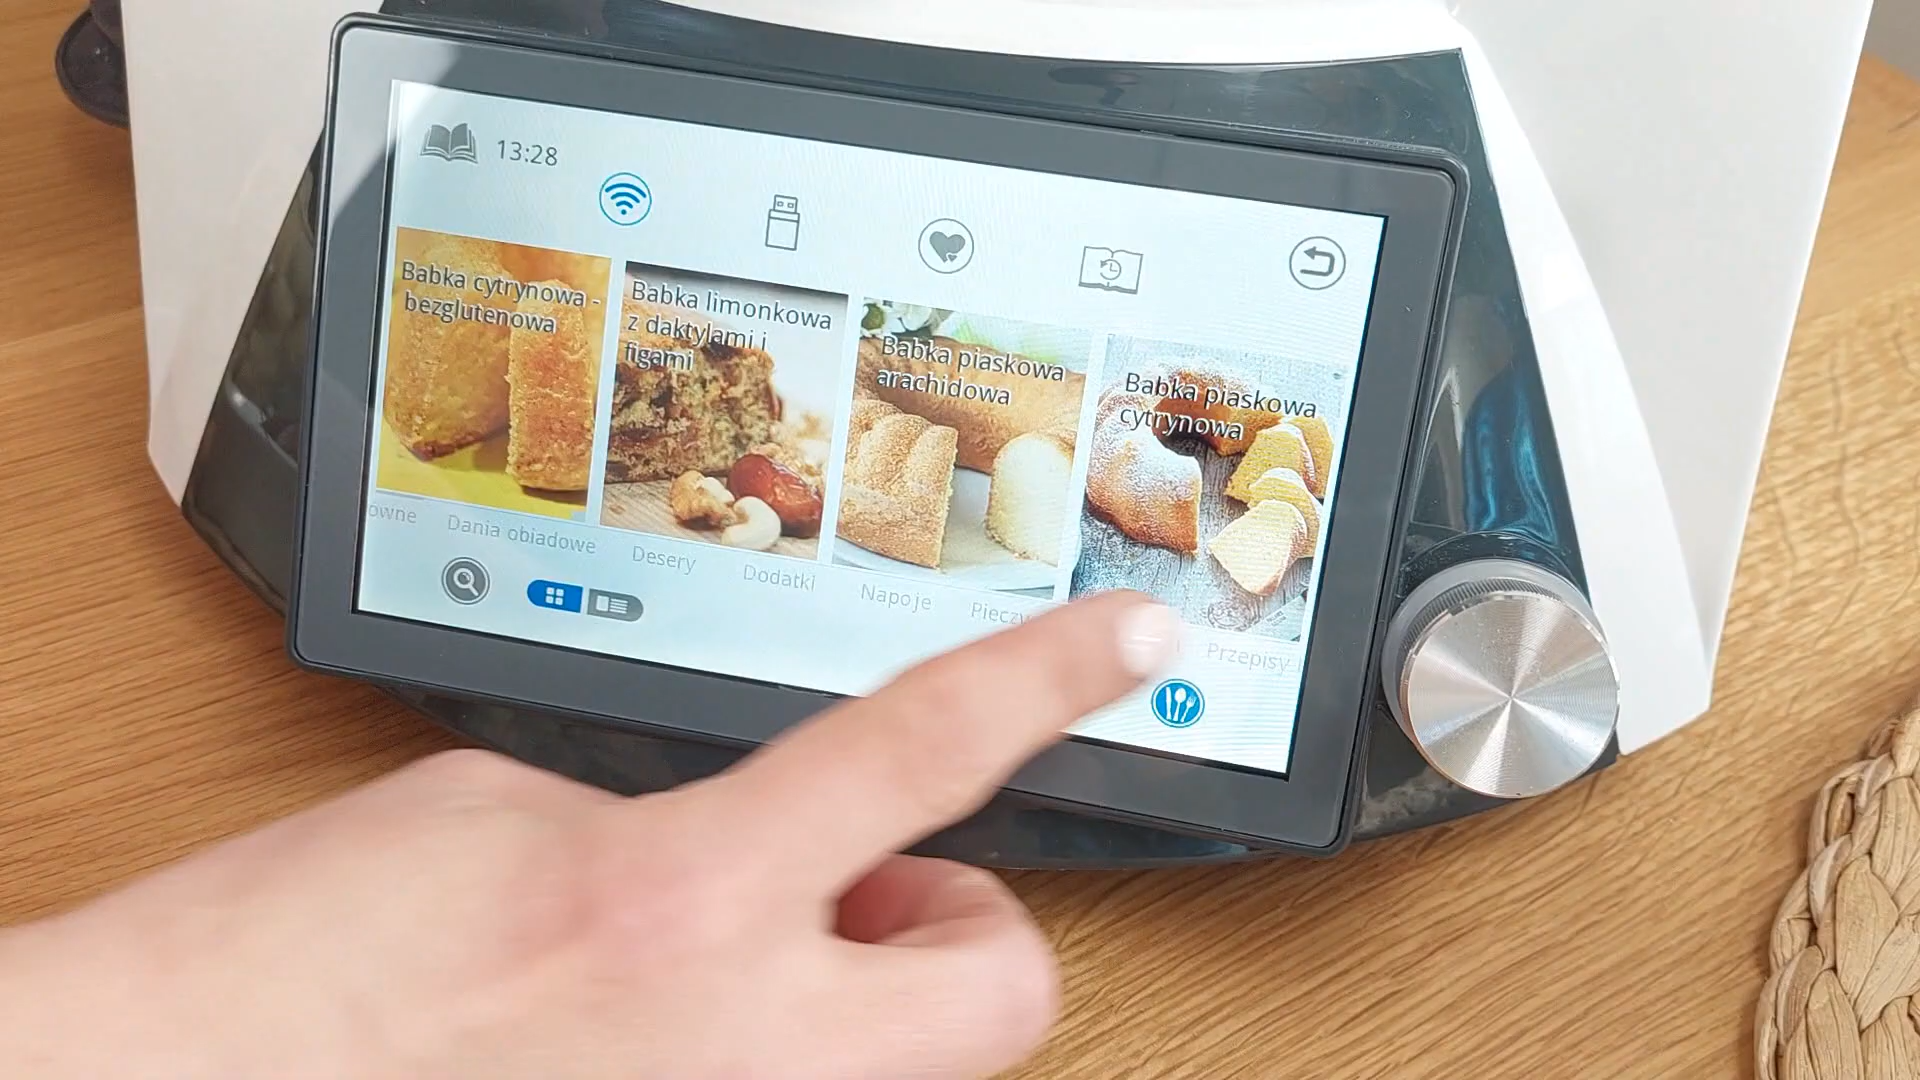 13:28
Babka cytrynowa -
bezglutenowa
Babka limonkowa
z daktylami i
figami
Babka piaskowa
arachidowa
Babka piaskowa
cytrynowa
Dania obiadowe
Desery
Dodatki
Napoje
Przepisy